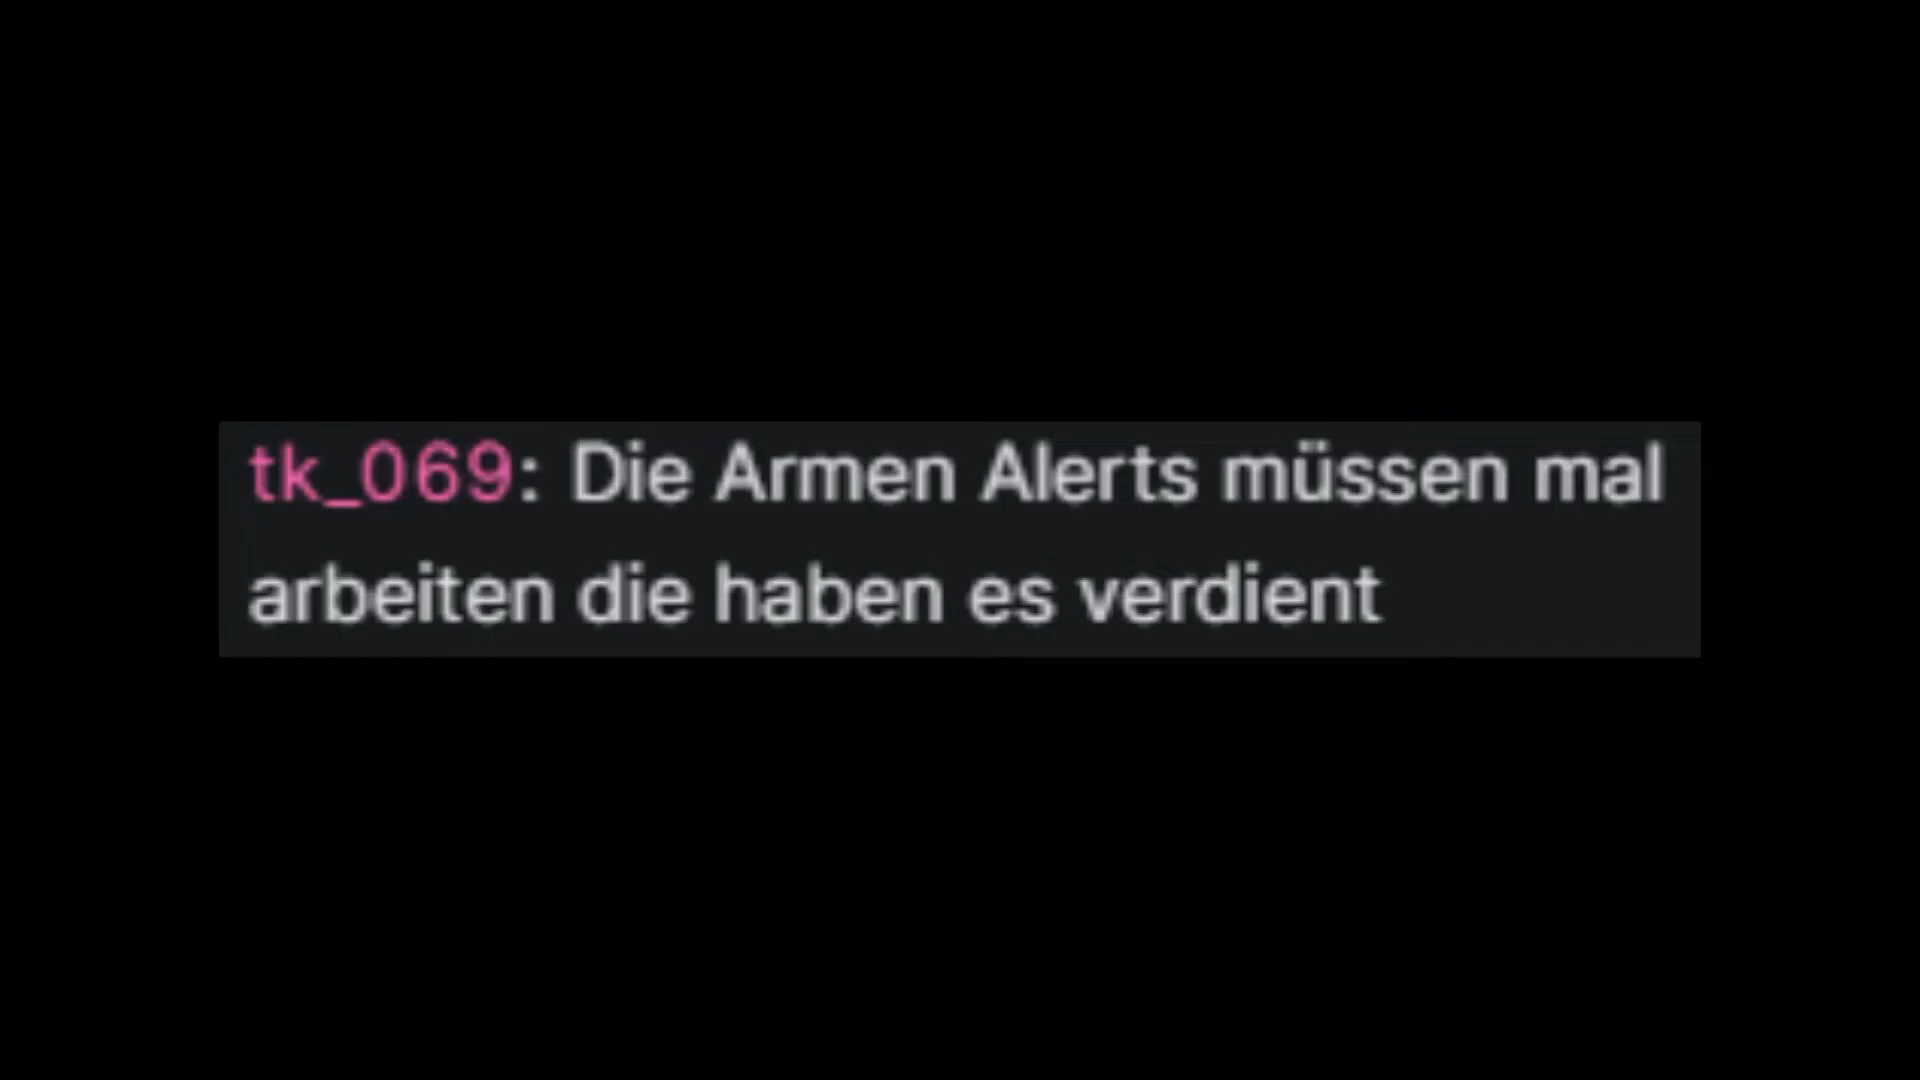 tk_069: Die Armen Alerts müssen mal
arbeiten die haben es verdient